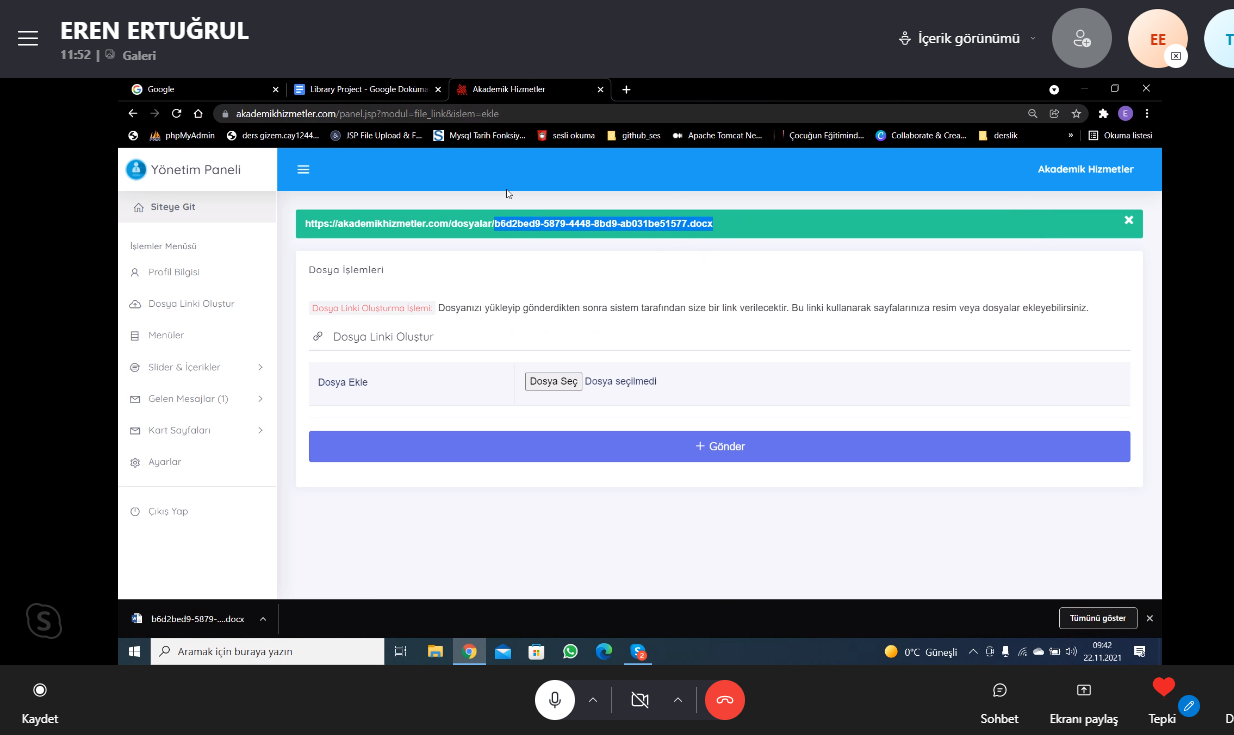 EREN ERTUĞRUL
11:52 | Galeri
İçerik görünümü
EE
T
Google
Library Project - Google Dokuma
Akademik Hizmetler
akademikhizmetler.com/panel.jsp?modul=file_link&islem=ekle
E
phpMyAdmin
ders gizem.cay1244...
JSP File Upload & F...
Mysql Tarih Fonksiy...
sesli okuma
github_ses
Apache Tomcat Ne...
Çocuğun Eğitimind...
Collaborate & Crea...
derslik
»
Okuma listesi
Yönetim Paneli
Akademik Hizmetler
Siteye Git
https://akademikhizmetler.com/dosyalar/b6d2bed9-5879-4448-8bd9-ab031be51577.docx
İşlemler Menüsü
Profil Bilgisi
Dosya Linki Oluştur
Menüler
Slider & İçerikler
Gelen Mesajlar (1)
Kart Sayfaları
Ayarlar
Çıkış Yap
Dosya İşlemleri
Dosya Linki Oluşturma İşlemi: Dosyanızı yükleyip gönderdikten sonra sistem tarafından size bir link verilecektir. Bu linki kullanarak sayfalarınıza resim veya dosyalar ekleyebilirsiniz.
Dosya Linki Oluştur
Dosya Ekle
Dosya Seç Dosya seçilmedi
+ Gönder
b6d2bed9-5879-....docx
Tümünü göster
Aramak için buraya yazın
2
0°C Güneşli
09:42
22.11.2021
S
Kaydet
Sohbet
Ekranı paylaş
Tepki
D